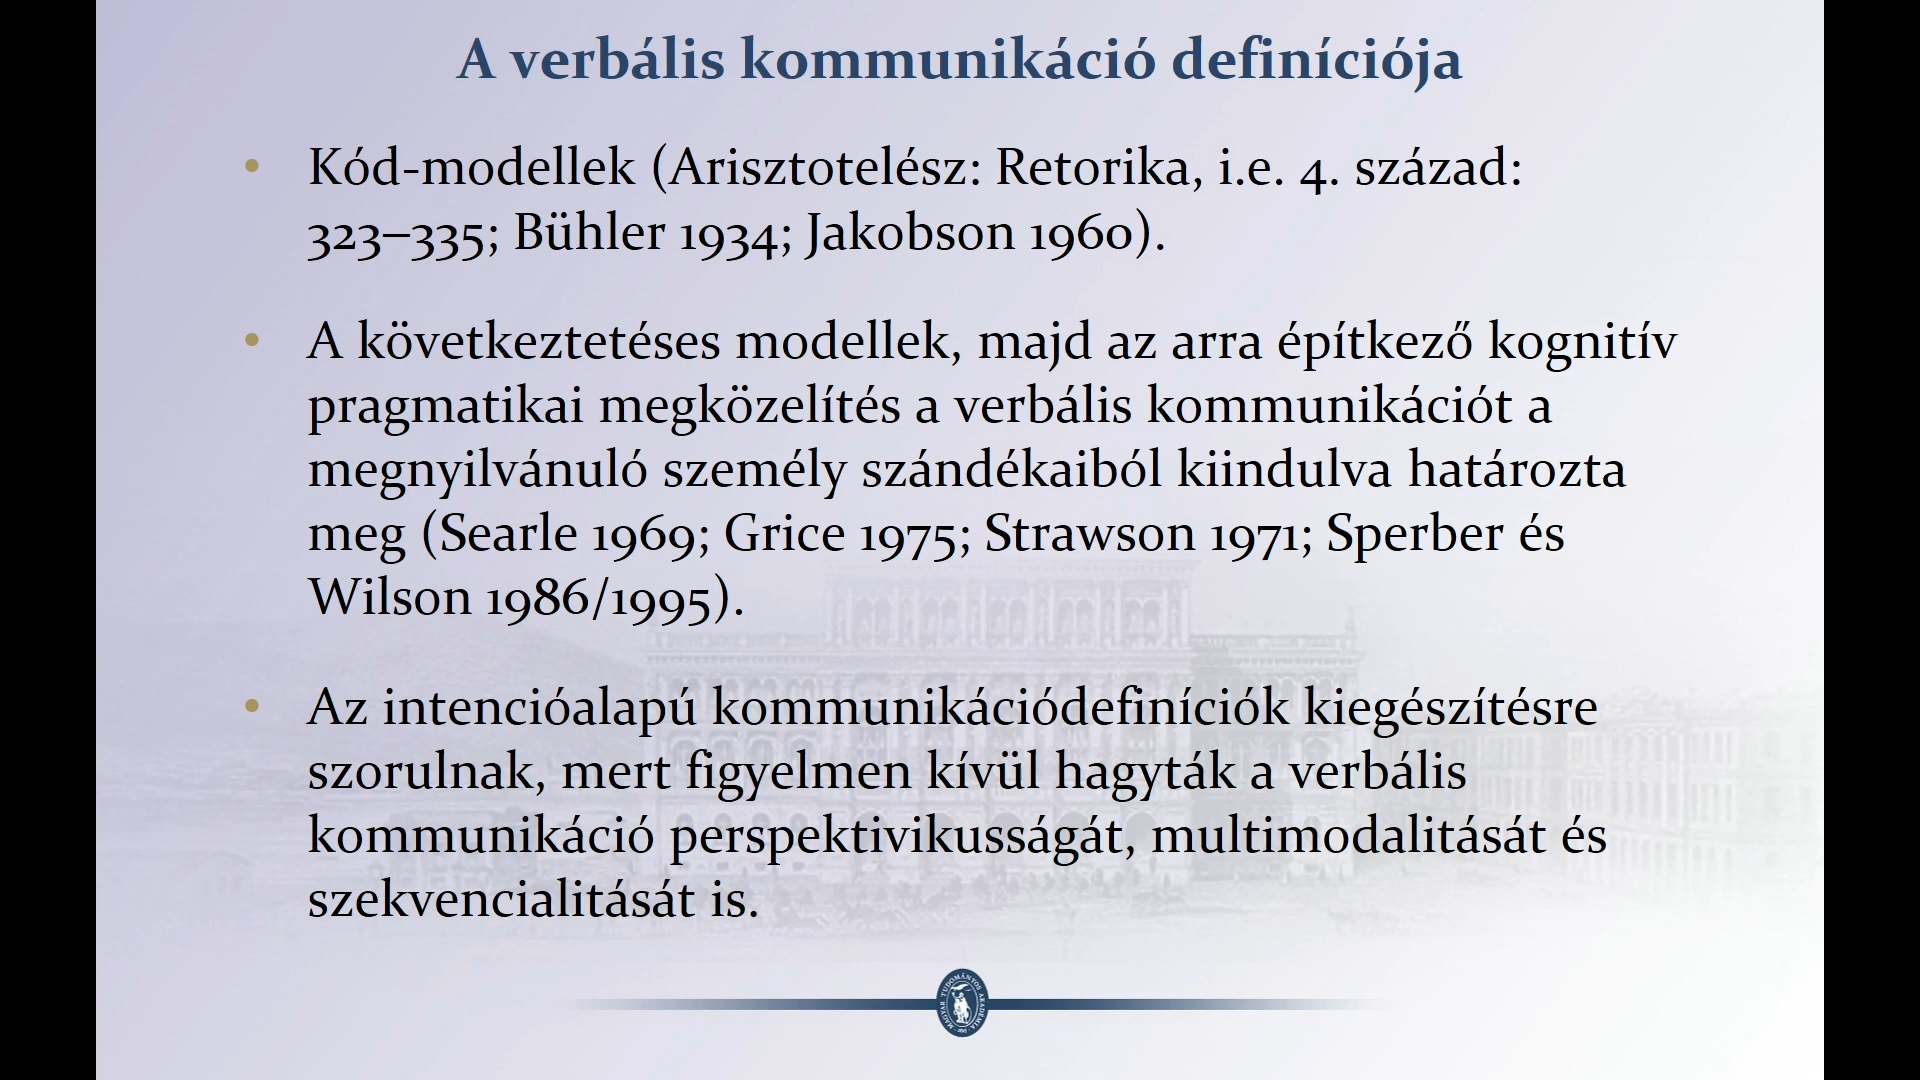 A verbális kommunikáció definíciója
• Kód-modellek (Arisztotelész: Retorika, i.e. 4. század:
323–335; Bühler 1934; Jakobson 1960).
• A következtetéses modellek, majd az arra építkező kognitív
pragmatikai megközelítés a verbális kommunikációt a
megnyilvánuló személy szándékaiból kiindulva határozta
meg (Searle 1969; Grice 1975; Strawson 1971; Sperber és
Wilson 1986/1995).
• Az intencióalapú kommunikációdefiníciók kiegészítésre
szorulnak, mert figyelmen kívül hagyták a verbális
kommunikáció perspektivikusságát, multimodalitását és
szekvencialitását is.
MAGYAR TUDOMÁNYOS AKADÉMIA